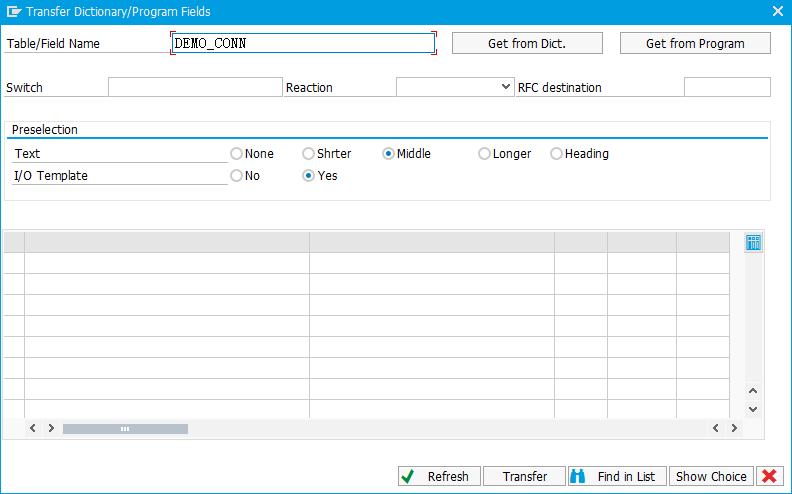 Transfer Dictionary/Program Fields
Table/Field Name DEMO_CONN Get from Dict. Get from Program
Switch Reaction RFC destination
Preselection
Text None Shrter Middle Longer Heading
I/O Template No Yes
Refresh Transfer Find in List Show Choice